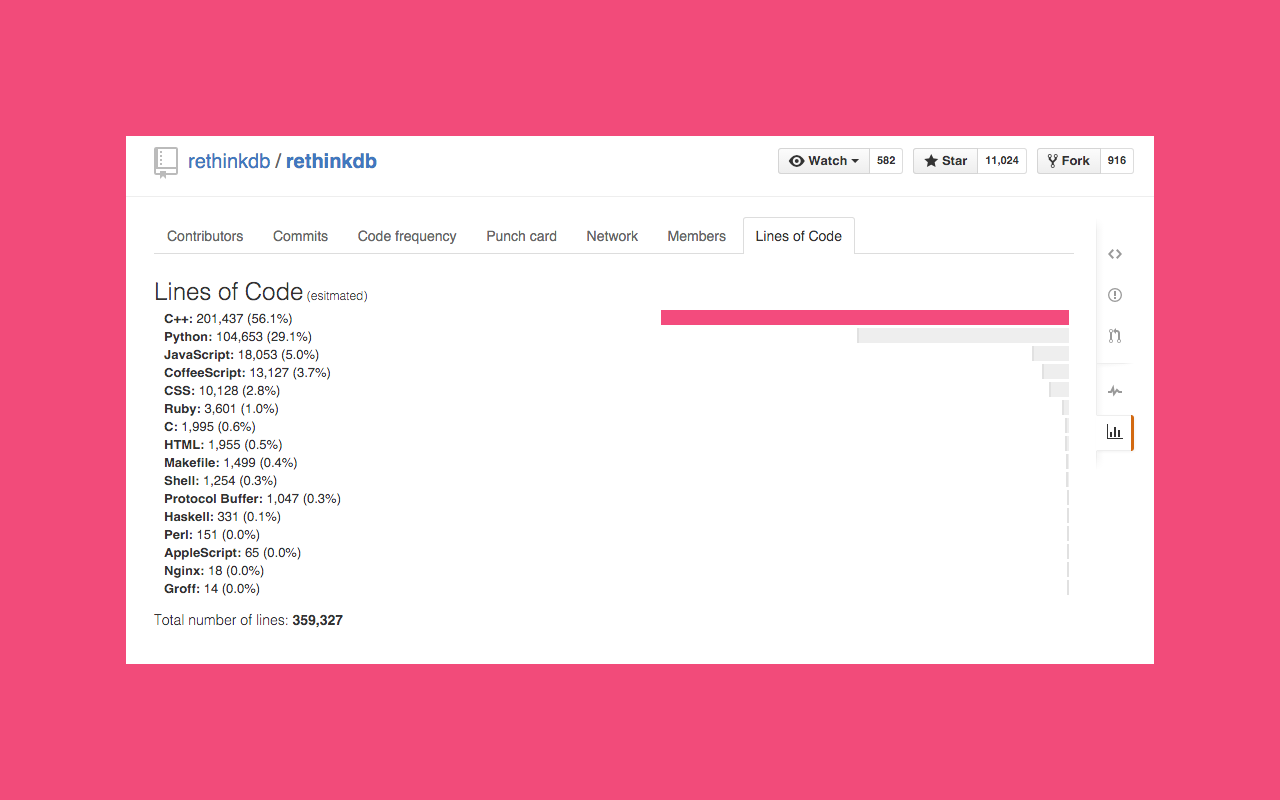 rethinkdb / rethinkdb
Watch 582 Star 11,024 Fork 916
Contributors Commits Code frequency Punch card Network Members Lines of Code
Lines of Code (esitmated)
C++: 201,437 (56.1%)
Python: 104,653 (29.1%)
JavaScript: 18,053 (5.0%)
CoffeeScript: 13,127 (3.7%)
CSS: 10,128 (2.8%)
Ruby: 3,601 (1.0%)
C: 1,995 (0.6%)
HTML: 1,955 (0.5%)
Makefile: 1,499 (0.4%)
Shell: 1,254 (0.3%)
Protocol Buffer: 1,047 (0.3%)
Haskell: 331 (0.1%)
Perl: 151 (0.0%)
AppleScript: 65 (0.0%)
Nginx: 18 (0.0%)
Groff: 14 (0.0%)
Total number of lines: 359,327